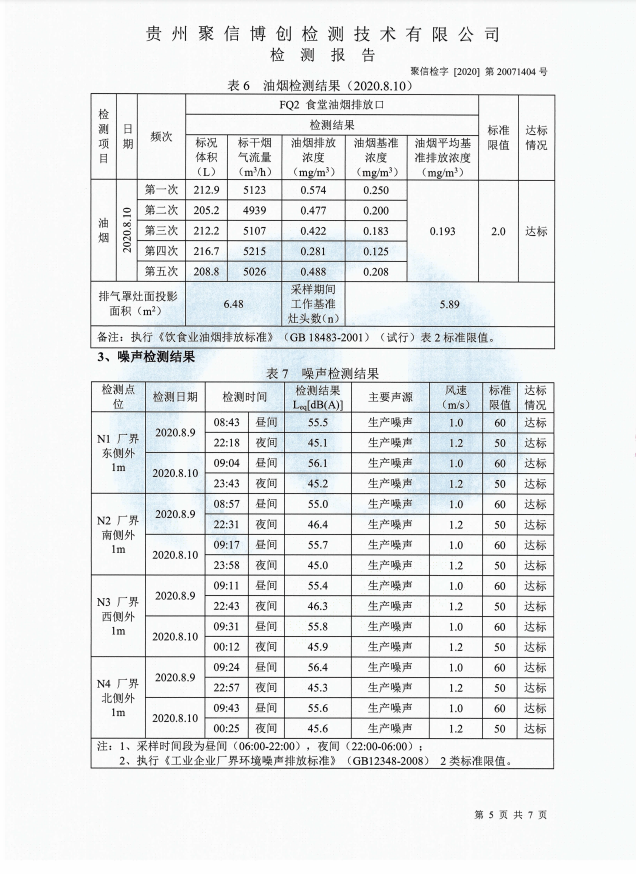 贵州聚信博创检测技术有限公司
检测报告
聚信检字 [2020] 第 20071404 号
表 6 油烟检测结果（2020.8.10）
检测项目 日期 频次 FQ2 食堂油烟排放口 标准限值 达标情况
检测结果
标况体积（L） 标干烟气流量（m³/h） 油烟排放浓度（mg/m³） 油烟基准浓度（mg/m³） 油烟平均基准排放浓度（mg/m³）
油烟 2020.8.10 第一次 212.9 5123 0.574 0.250 0.193 2.0 达标
第二次 205.2 4939 0.477 0.200
第三次 212.2 5107 0.422 0.183
第四次 216.7 5215 0.281 0.125
第五次 208.8 5026 0.488 0.208
排气罩灶面投影面积（m²） 6.48 采样期间工作基准灶头数（n） 5.89
备注：执行《饮食业油烟排放标准》（GB 18483-2001）（试行）表 2 标准限值。
3、噪声检测结果
表 7 噪声检测结果
检测点位 检测日期 检测时间 检测结果 Leq[dB(A)] 主要声源 风速（m/s） 标准限值 达标情况
N1 厂界东侧外 1m 2020.8.9 08:43 昼间 55.5 生产噪声 1.0 60 达标
22:18 夜间 45.1 生产噪声 1.2 50 达标
2020.8.10 09:04 昼间 56.1 生产噪声 1.0 60 达标
23:43 夜间 45.2 生产噪声 1.2 50 达标
N2 厂界南侧外 1m 2020.8.9 08:57 昼间 55.0 生产噪声 1.0 60 达标
22:31 夜间 46.4 生产噪声 1.2 50 达标
2020.8.10 09:17 昼间 55.7 生产噪声 1.0 60 达标
23:58 夜间 45.0 生产噪声 1.2 50 达标
N3 厂界西侧外 1m 2020.8.9 09:11 昼间 55.4 生产噪声 1.0 60 达标
22:43 夜间 46.3 生产噪声 1.2 50 达标
2020.8.10 09:31 昼间 55.8 生产噪声 1.0 60 达标
00:12 夜间 45.9 生产噪声 1.2 50 达标
N4 厂界北侧外 1m 2020.8.9 09:24 昼间 56.4 生产噪声 1.0 60 达标
22:57 夜间 45.3 生产噪声 1.2 50 达标
2020.8.10 09:43 昼间 55.6 生产噪声 1.0 60 达标
00:25 夜间 45.6 生产噪声 1.2 50 达标
注：1、采样时间段为昼间（06:00-22:00），夜间（22:00-06:00）；
2、执行《工业企业厂界环境噪声排放标准》（GB12348-2008） 2 类标准限值。
第 5 页 共 7 页